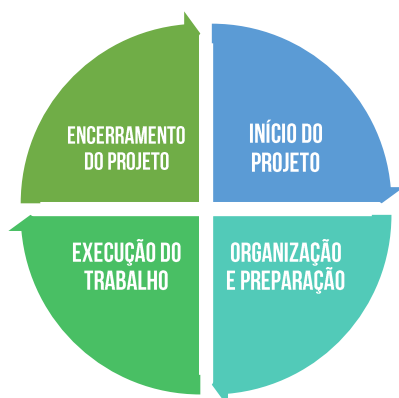 ENCERRAMENTO
DO PROJETO
INÍCIO DO
PROJETO
EXECUÇÃO DO
TRABALHO
ORGANIZAÇÃO
E PREPARAÇÃO